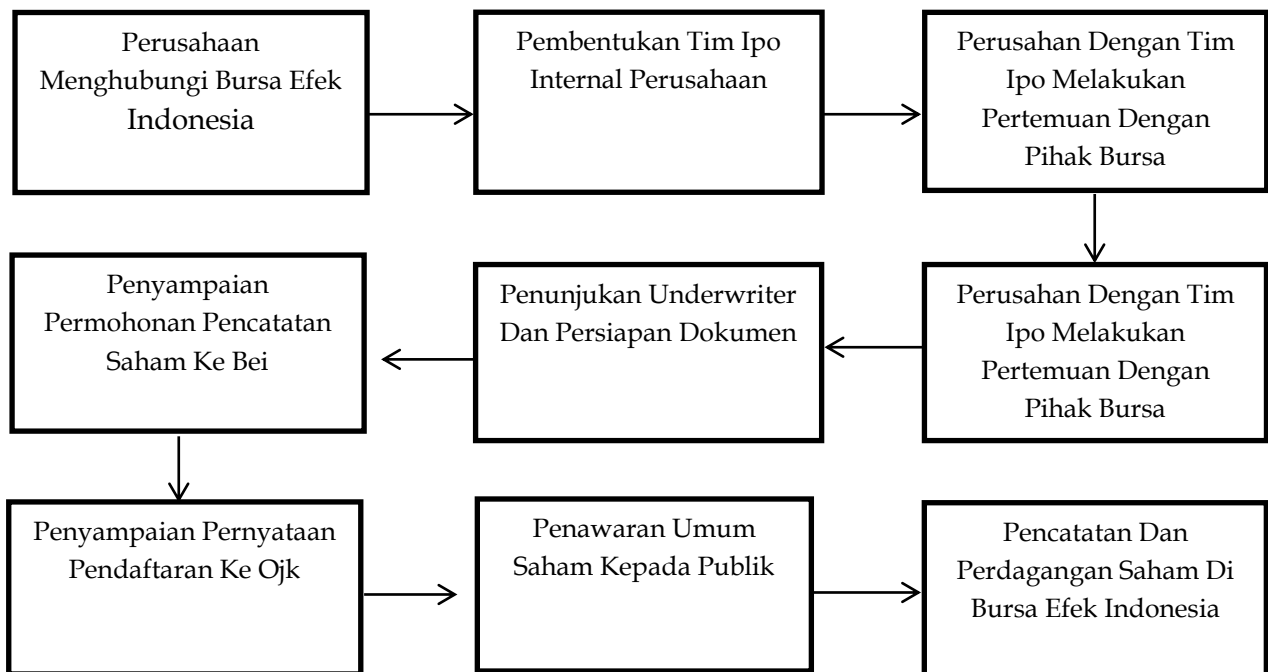 Perusahaan
Menghubungi Bursa Efek
Indonesia
Pembentukan Tim Ipo
Internal Perusahaan
Perusahan Dengan Tim
Ipo Melakukan
Pertemuan Dengan
Pihak Bursa
Perusahan Dengan Tim
Ipo Melakukan
Pertemuan Dengan
Pihak Bursa
Penunjukan Underwriter
Dan Persiapan Dokumen
Penyampaian
Permohonan Pencatatan
Saham Ke Bei
Penyampaian Pernyataan
Pendaftaran Ke Ojk
Penawaran Umum
Saham Kepada Publik
Pencatatan Dan
Perdagangan Saham Di
Bursa Efek Indonesia